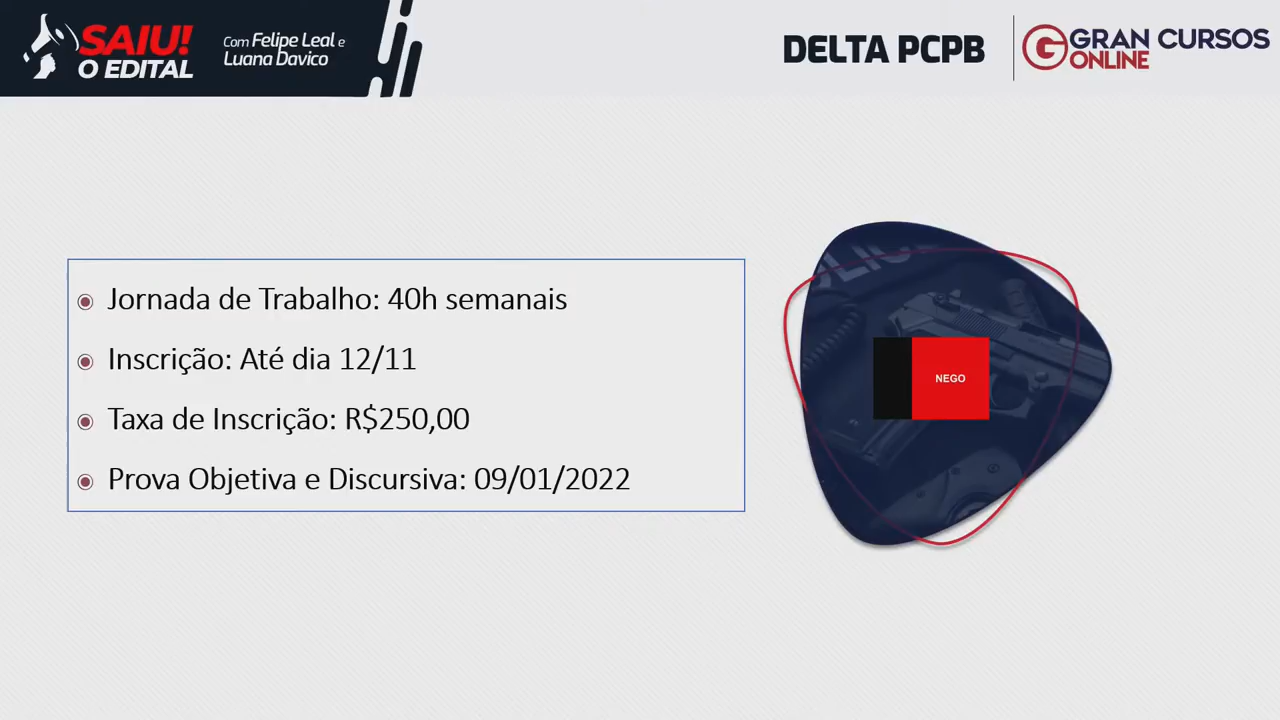 SAIU!
O EDITAL
Com Felipe Leal e
Luana Davico
DELTA PCPB
GRAN CURSOS
ONLINE
Jornada de Trabalho: 40h semanais
Inscrição: Até dia 12/11
Taxa de Inscrição: R$250,00
Prova Objetiva e Discursiva: 09/01/2022
NEGO